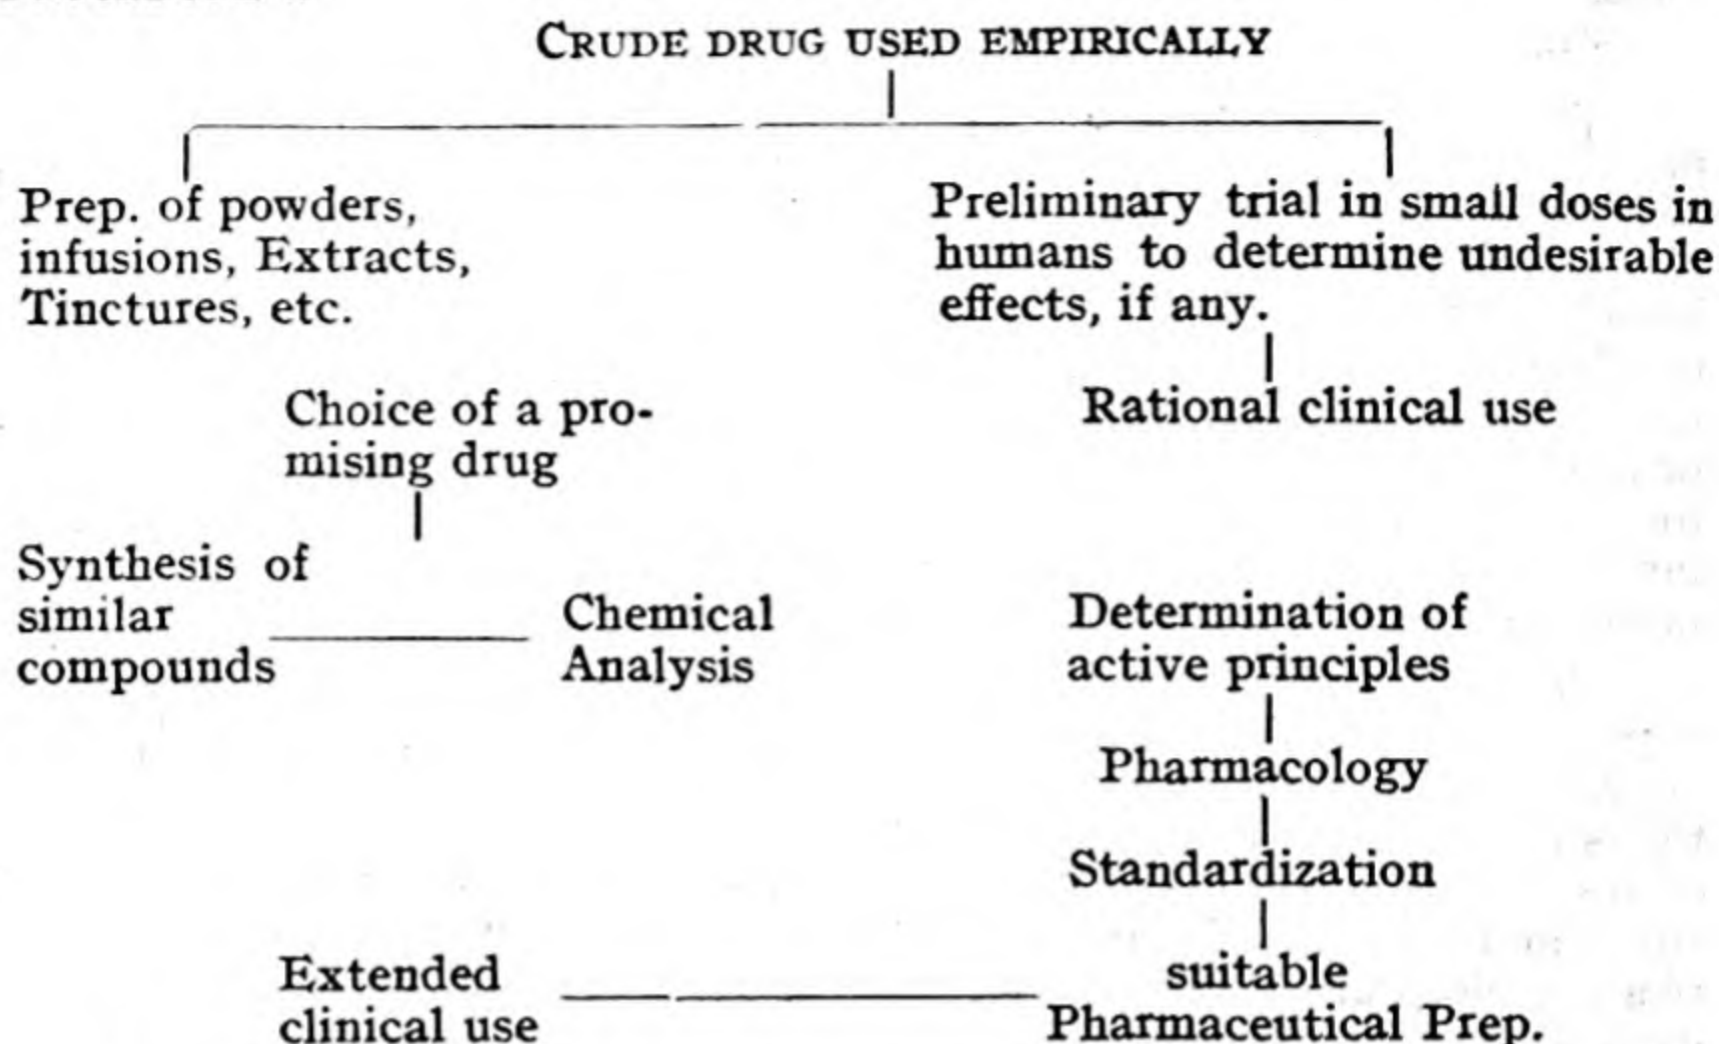 CRUDE DRUG USED EMPIRICALLY
Prep. of powders,
infusions, Extracts,
Tinctures, etc.
Preliminary trial in small doses in
humans to determine undesirable
effects, if any.
Choice of a pro-
mising drug
Rational clinical use
Synthesis of
similar
compounds
Chemical
Analysis
Determination of
active principles
Pharmacology
Standardization
Extended
clinical use
suitable
Pharmaceutical Prep.